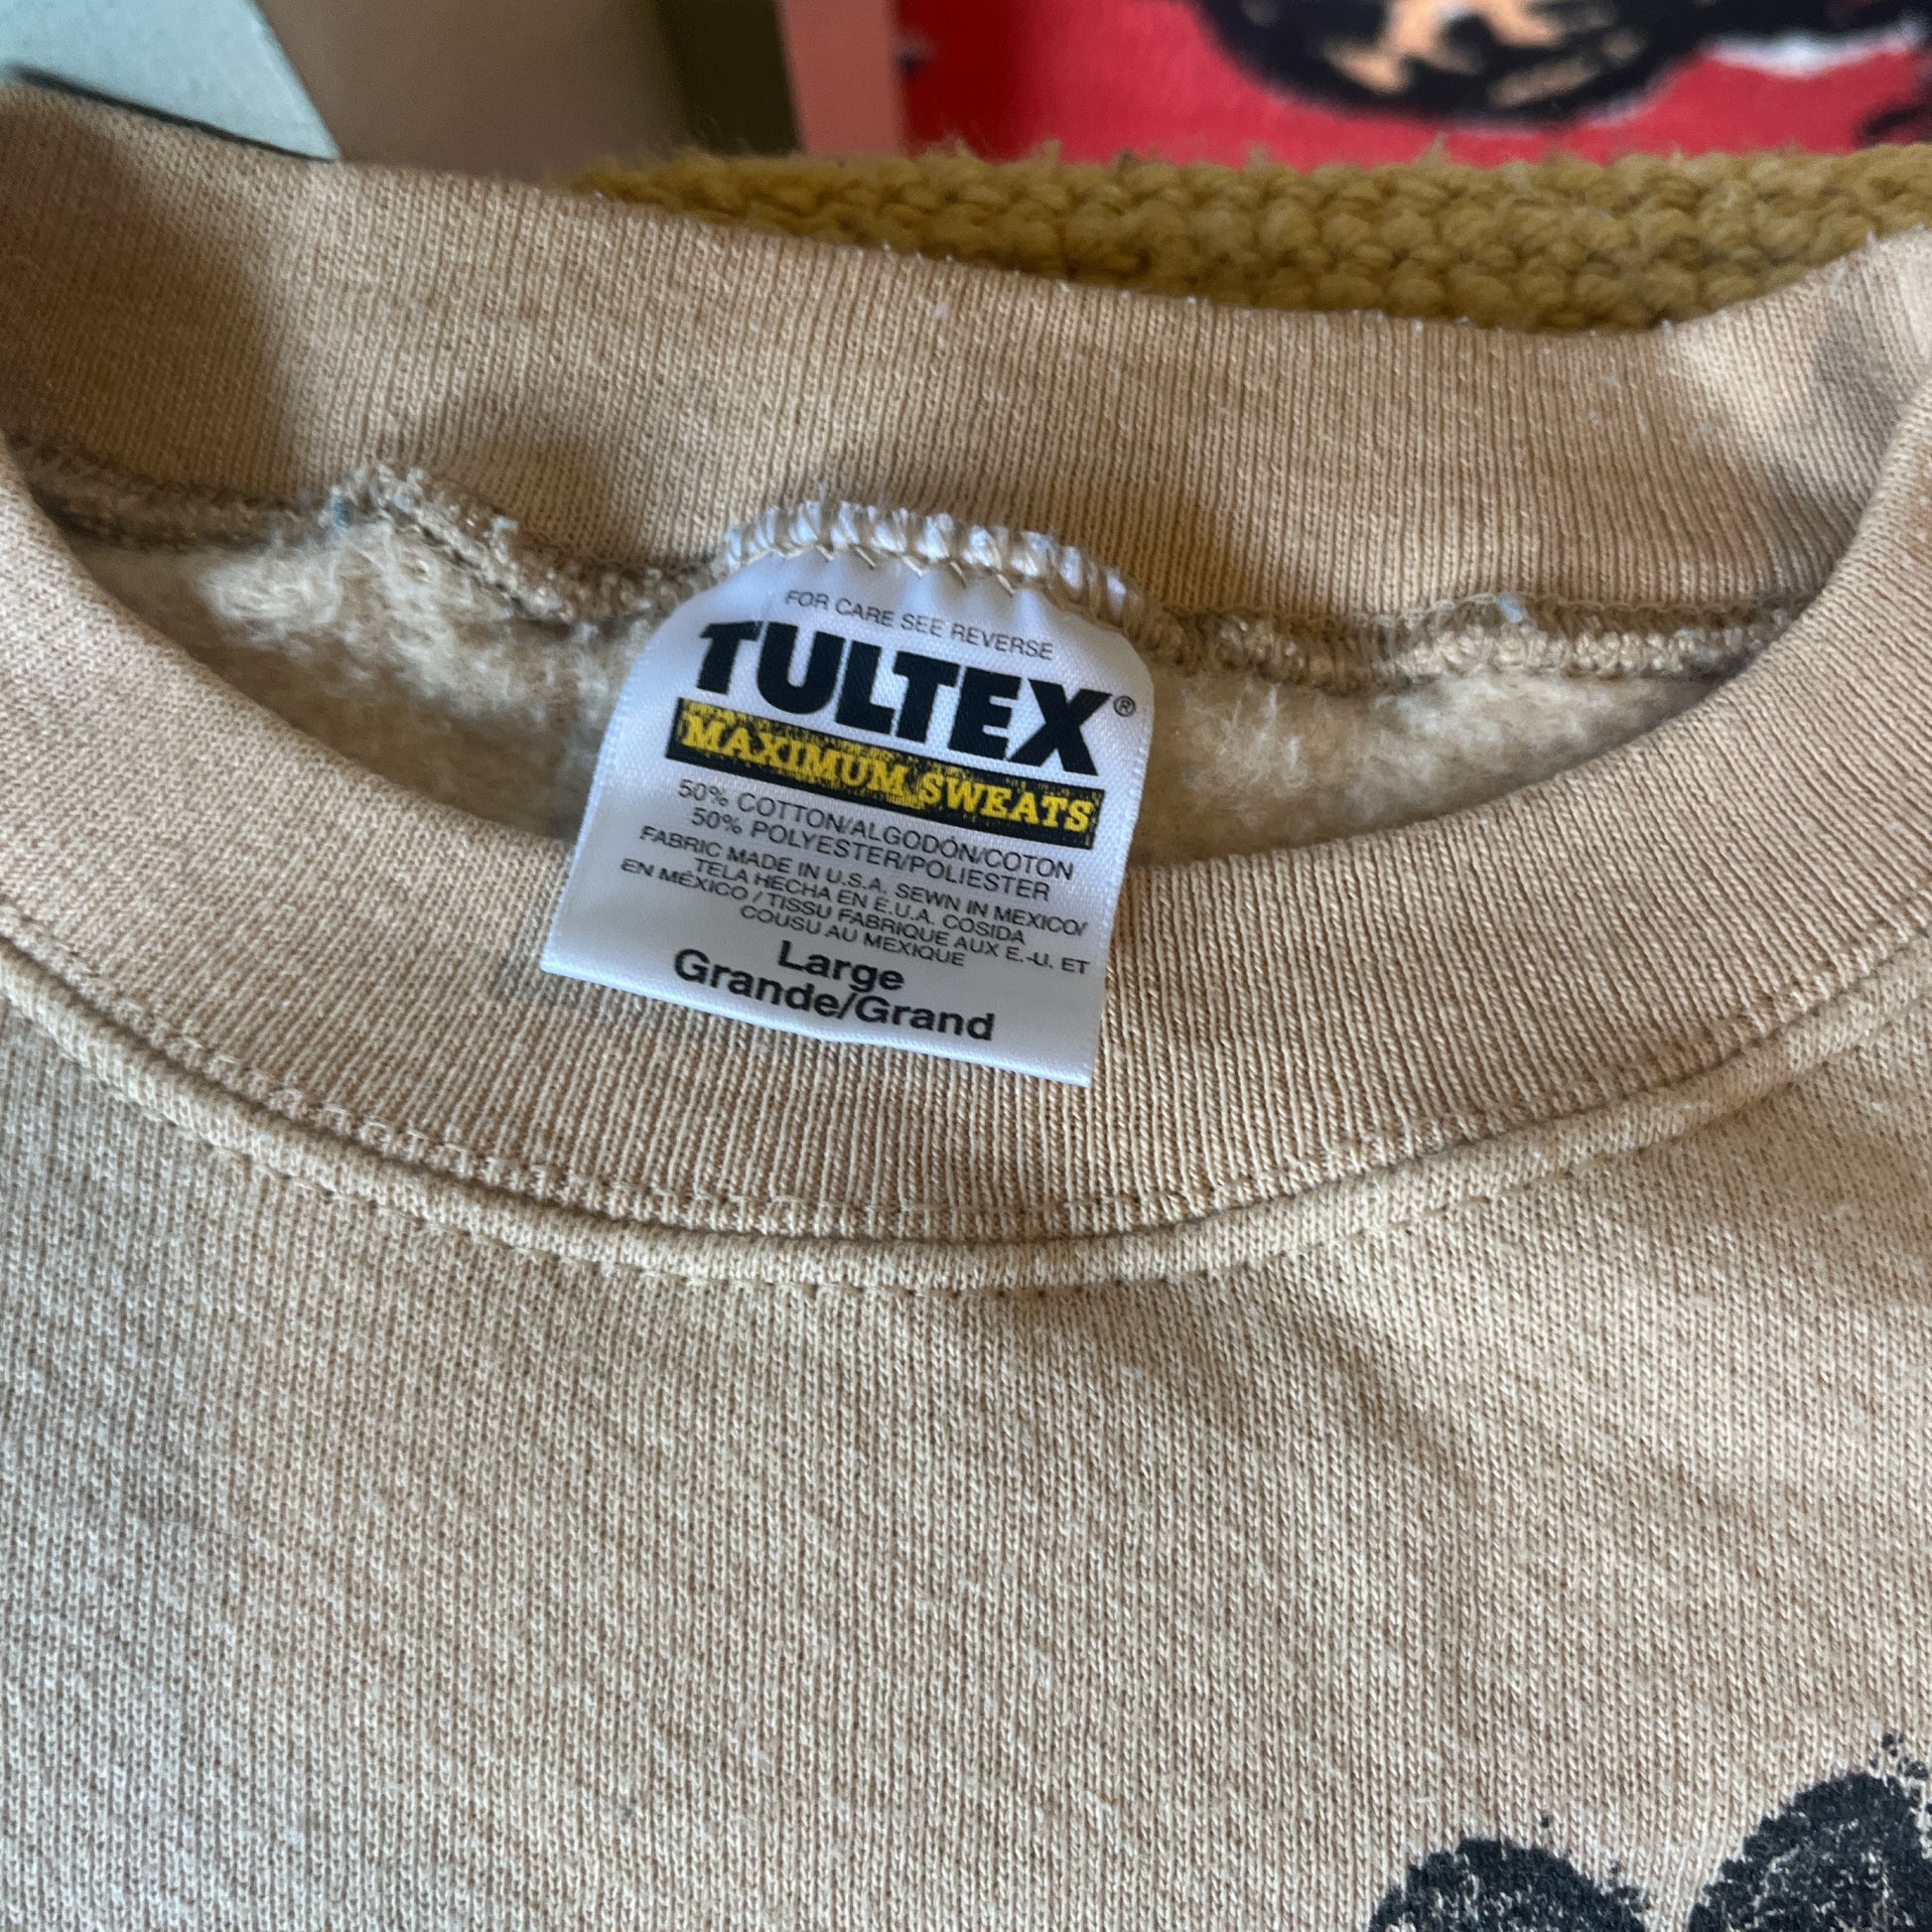 FOR CARE SEE REVERSE
TULTEX®
MAXIMUM SWEATS
50% COTTON/ALGODÓN/COTON
50% POLYESTER/POLIESTER
FABRIC MADE IN U.S.A. SEWN IN MEXICO/
TELA HECHA EN E.U.A. COSIDA
EN MÉXICO / TISSU FABRIQUE AUX E.-U. ET
COUSU AU MEXIQUE
Large
Grande/Grand